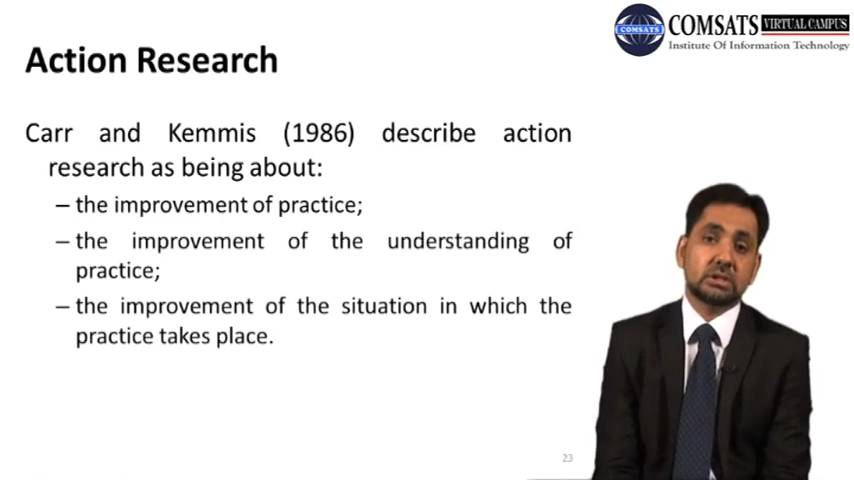 COMSATS
COMSATS VIRTUAL CAMPUS
Institute Of Information Technology
Action Research
Carr and Kemmis (1986) describe action
research as being about:
– the improvement of practice;
– the improvement of the understanding of
practice;
– the improvement of the situation in which the
practice takes place.
23